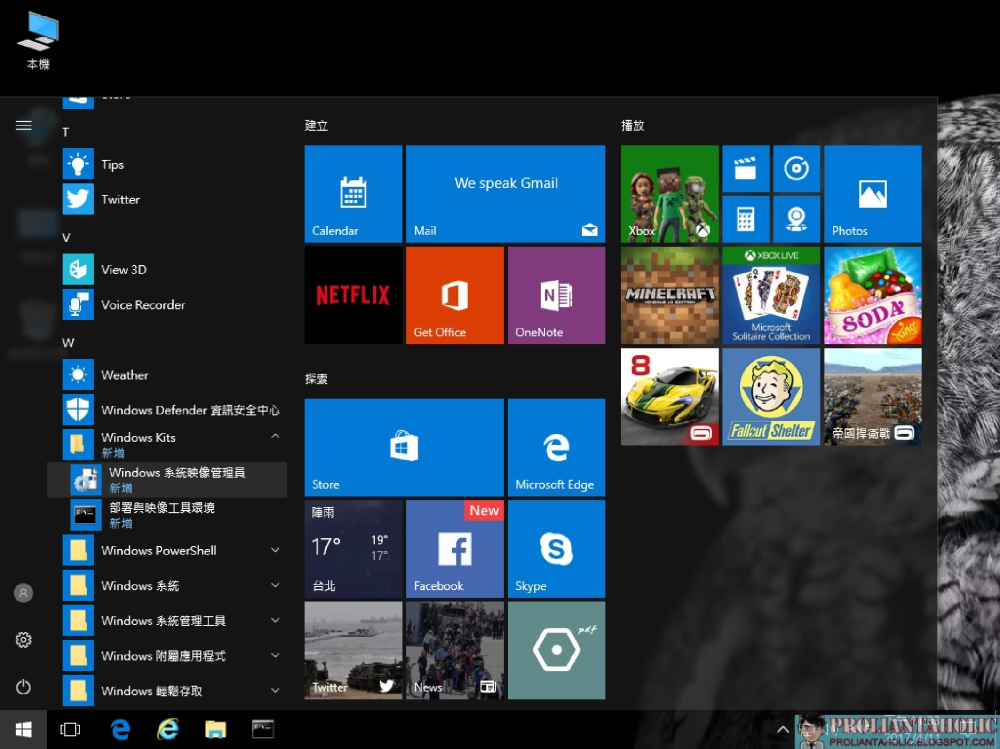 本機
T
Tips
Twitter
V
View 3D
Voice Recorder
W
Weather
Windows Defender 資訊安全中心
Windows Kits
新增
Windows 系統映像管理員
新增
部署與映像工具環境
新增
Windows PowerShell
Windows 系統
Windows 系統管理工具
Windows 附屬應用程式
Windows 輕鬆存取
建立
Calendar
We speak Gmail
Mail
NETFLIX
Get Office
N
OneNote
探索
Store
Microsoft Edge
陣雨
17°
19°
17°
台北
New
Facebook
Skype
Twitter
News
pdf
播放
Xbox
Photos
MINECRAFT
WINDOWS 10 EDITION
XBOX LIVE
Microsoft
Solitaire Collection
SODA
King
8
Fallout Shelter
帝國捍衛戰
PROLIANTAHOLIC
PROLIANTAHOLIC.BLOGSPOT.COM